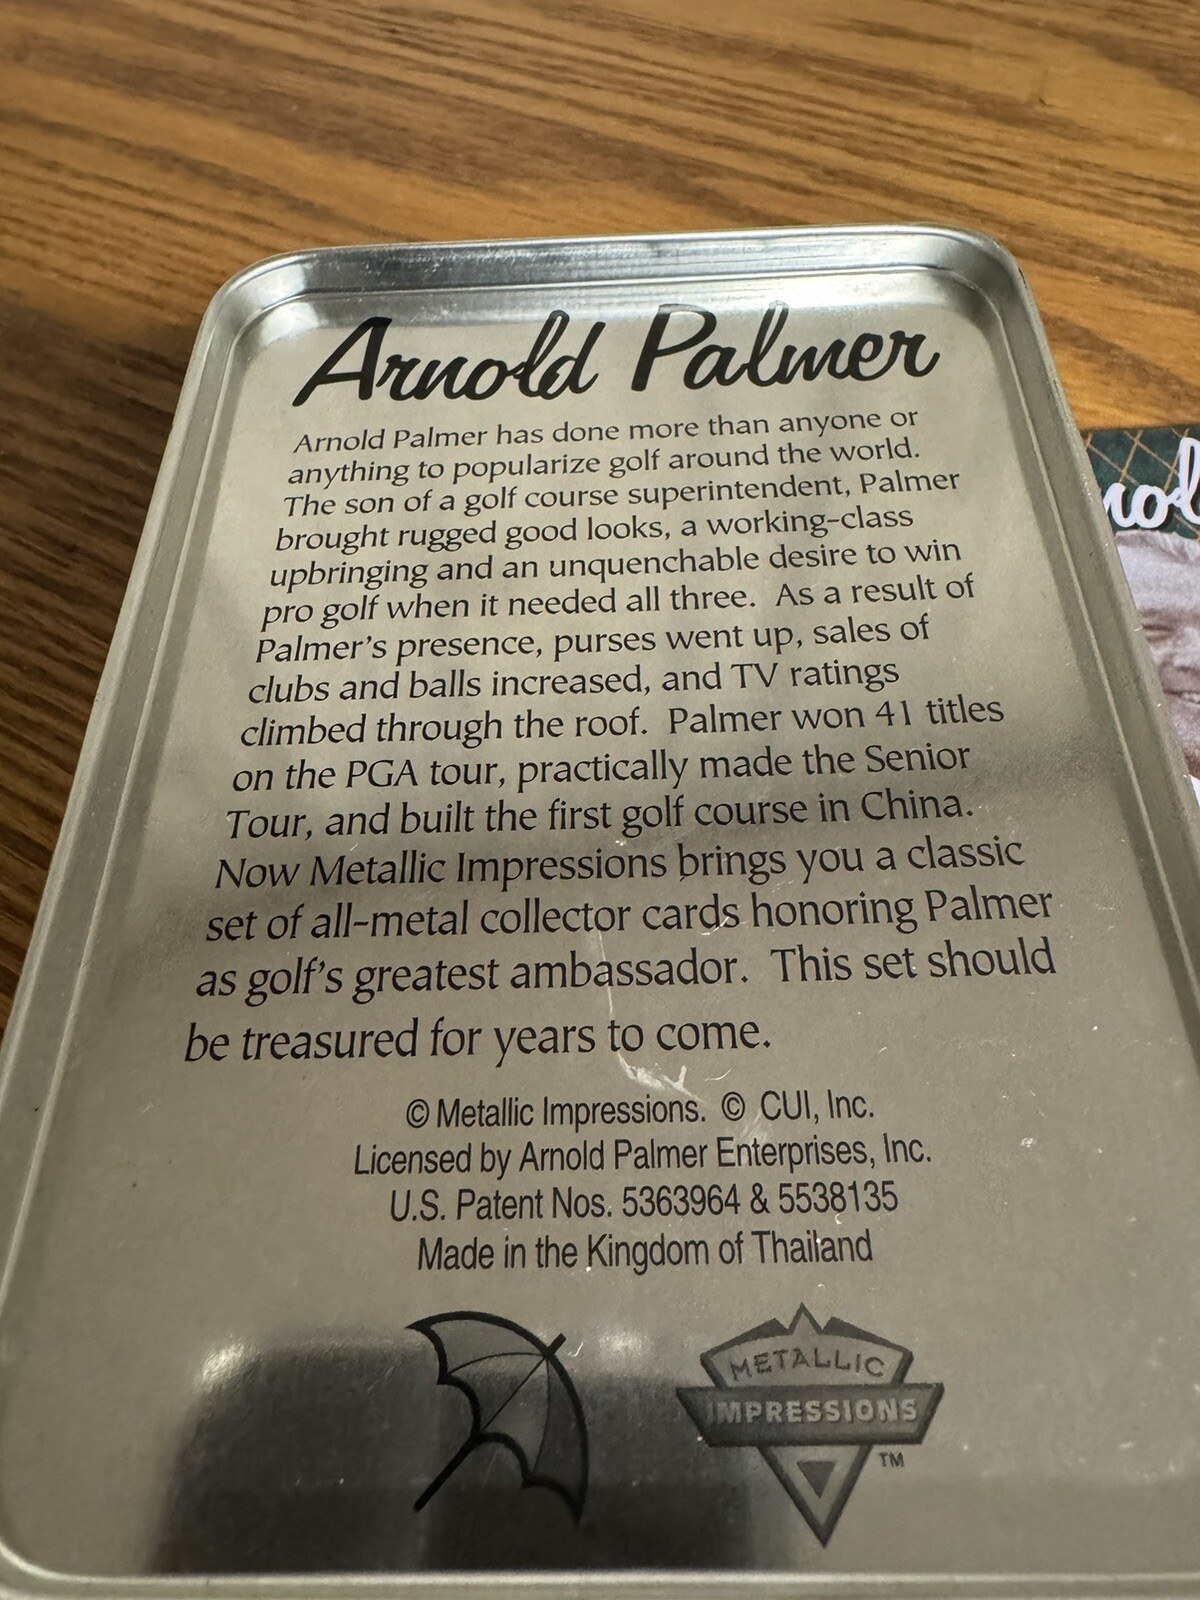 Arnold Palmer
Arnold Palmer has done more than anyone or
anything to popularize golf around the world.
The son of a golf course superintendent, Palmer
brought rugged good looks, a working-class
upbringing and an unquenchable desire to win
pro golf when it needed all three.  As a result of
Palmer's presence, purses went up, sales of
clubs and balls increased, and TV ratings
climbed through the roof.  Palmer won 41 titles
on the PGA tour, practically made the Senior
Tour, and built the first golf course in China.
Now Metallic Impressions brings you a classic
set of all-metal collector cards honoring Palmer
as golf's greatest ambassador.  This set should
be treasured for years to come.
© Metallic Impressions. © CUI, Inc.
Licensed by Arnold Palmer Enterprises, Inc.
U.S. Patent Nos. 5363964 & 5538135
Made in the Kingdom of Thailand
METALLIC
IMPRESSIONS
TM